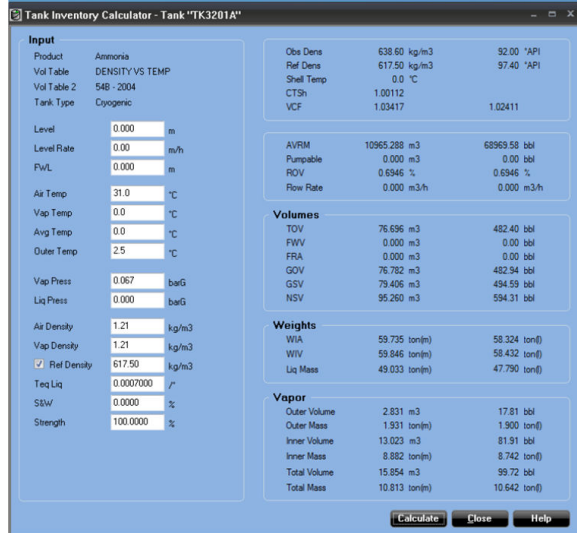 Tank Inventory Calculator - Tank "TK3201A"
Input
Product Ammonia
Vol Table DENSITY VS TEMP
Vol Table 2 54B - 2004
Tank Type Cryogenic
Level 0.000 m
Level Rate 0.00 m/h
FWL 0.000 m
Air Temp 31.0 °C
Vap Temp 0.0 °C
Avg Temp 0.0 °C
Outer Temp 2.5 °C
Vap Press 0.067 barG
Liq Press 0.000 barG
Air Density 1.21 kg/m3
Vap Density 1.21 kg/m3
Ref Density 617.50 kg/m3
Teq Liq 0.0007000 /°
S&W 0.0000 %
Strength 100.0000 %
Obs Dens 638.60 kg/m3 92.00 °API
Ref Dens 617.50 kg/m3 97.40 °API
Shell Temp 0.0 °C
CTSh 1.00112
VCF 1.03417 1.02411
AVRM 10965.288 m3 68969.58 bbl
Pumpable 0.000 m3 0.00 bbl
ROV 0.6946 % 0.6946 %
Flow Rate 0.000 m3/h 0.000 m3/h
Volumes
TOV 76.696 m3 482.40 bbl
FWV 0.000 m3 0.00 bbl
FRA 0.000 m3 0.00 bbl
GOV 76.782 m3 482.94 bbl
GSV 79.406 m3 494.59 bbl
NSV 95.260 m3 594.31 bbl
Weights
WIA 59.735 ton(m) 58.324 ton(l)
WIV 59.846 ton(m) 58.432 ton(l)
Liq Mass 49.033 ton(m) 47.790 ton(l)
Vapor
Outer Volume 2.831 m3 17.81 bbl
Outer Mass 1.931 ton(m) 1.900 ton(l)
Inner Volume 13.023 m3 81.91 bbl
Inner Mass 8.882 ton(m) 8.742 ton(l)
Total Volume 15.854 m3 99.72 bbl
Total Mass 10.813 ton(m) 10.642 ton(l)
Calculate Close Help